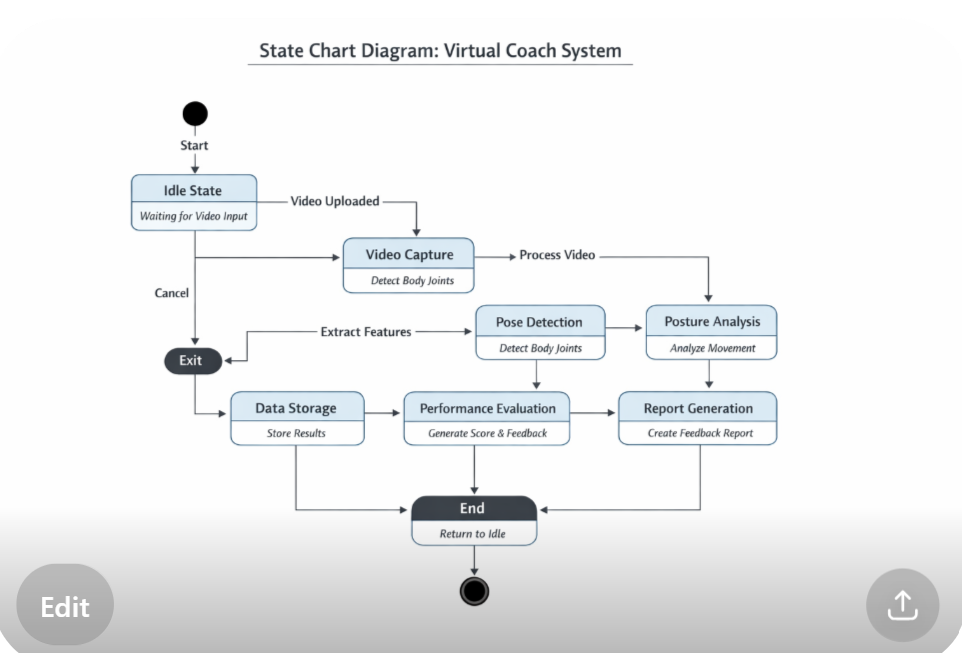 State Chart Diagram: Virtual Coach System
Start
Idle State
Waiting for Video Input
Video Uploaded
Video Capture
Detect Body Joints
Process Video
Cancel
Extract Features
Pose Detection
Detect Body Joints
Posture Analysis
Analyze Movement
Exit
Data Storage
Store Results
Performance Evaluation
Generate Score & Feedback
Report Generation
Create Feedback Report
End
Return to Idle
Edit